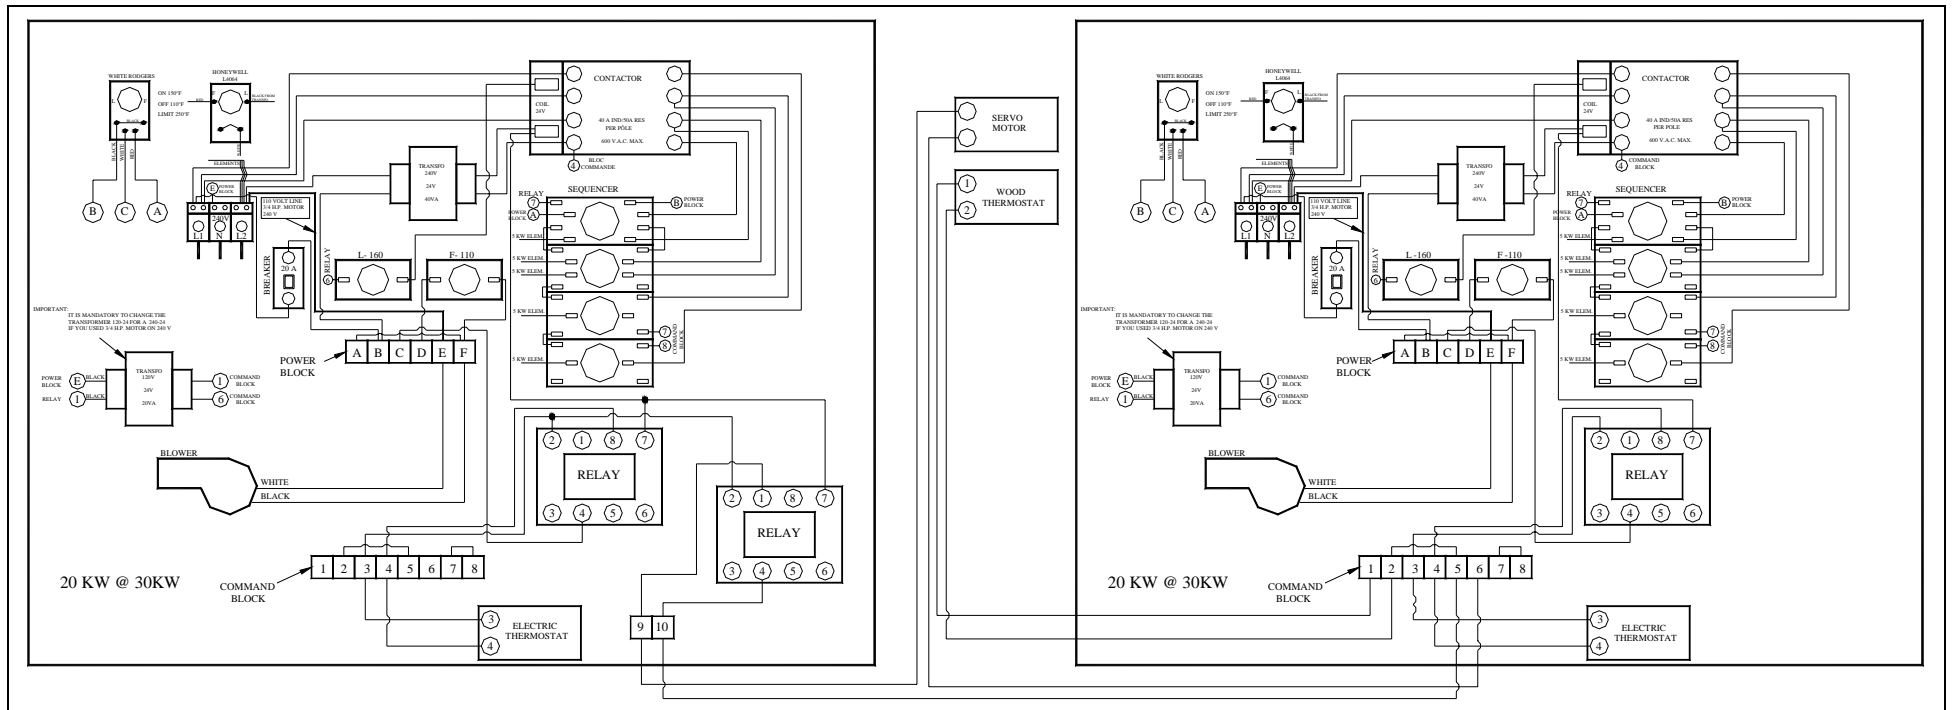 WHITE RODGERS
L
F
ON 150°F
OFF 110°F
LIMIT 250°F
BLACK
BLACK
WHITE
RED
B
C
A
HONEYWELL
L4064
F
L
RED
BLACK FROM
TRANSFO
ELEMENTS
E
POWER
BLOCK
240V
L1
N
L2
110 VOLT LINE
3/4 H.P. MOTOR
240 V
TRANSFO
240V
24V
40VA
CONTACTOR
COIL
24V
40 A IND/50A RES
PER PÔLE
600 V.A.C. MAX.
4
BLOC
COMMANDE
SEQUENCER
RELAY
7
POWER
BLOCK
A
B
POWER
BLOCK
5 KW ELEM.
5 KW ELEM.
5 KW ELEM.
5 KW ELEM.
7
8
COMMAND
BLOCK
BREAKER
20 A
RELAY
6
L- 160
F- 110
IMPORTANT:
IT IS MANDATORY TO CHANGE THE
TRANSFORMER 120-24 FOR A 240-24
IF YOU USED 3/4 H.P. MOTOR ON 240 V
POWER
BLOCK
A B C D E F
POWER
BLOCK
E
BLACK
RELAY
1
BLACK
TRANSFO
120V
24V
20VA
1
COMMAND
BLOCK
6
COMMAND
BLOCK
BLOWER
WHITE
BLACK
2 1 8 7
RELAY
3 4 5 6
2 1 8 7
RELAY
3 4 5 6
20 KW @ 30KW
COMMAND
BLOCK
1 2 3 4 5 6 7 8
3
4
ELECTRIC
THERMOSTAT
9 10
SERVO
MOTOR
1
2
WOOD
THERMOSTAT
WHITE RODGERS
L
F
ON 150°F
OFF 110°F
LIMIT 250°F
BLACK
BLACK
WHITE
RED
B
C
A
HONEYWELL
L4064
F
L
RED
BLACK FROM
TRANSFO
ELEMENTS
E
POWER
BLOCK
240V
L1
N
L2
110 VOLT LINE
3/4 H.P. MOTOR
240 V
TRANSFO
240V
24V
40VA
CONTACTOR
COIL
24V
40 A IND/50A RES
PER POLE
600 V.A.C. MAX.
4
COMMAND
BLOCK
SEQUENCER
RELAY
7
POWER
BLOCK
A
B
POWER
BLOCK
5 KW ELEM.
5 KW ELEM.
5 KW ELEM.
5 KW ELEM.
7
8
COMMAND
BLOCK
BREAKER
20 A
RELAY
6
L -160
F -110
IMPORTANT:
IT IS MANDATORY TO CHANGE THE
TRANSFORMER 120-24 FOR A 240-24
IF YOU USED 3/4 H.P. MOTOR ON 240 V
POWER
BLOCK
A B C D E F
POWER
BLOCK
E
BLACK
RELAY
1
BLACK
TRANSFO
120V
24V
20VA
1
COMMAND
BLOCK
6
COMMAND
BLOCK
BLOWER
WHITE
BLACK
2 1 8 7
RELAY
3 4 5 6
20 KW @ 30KW
COMMAND
BLOCK
1 2 3 4 5 6 7 8
3
4
ELECTRIC
THERMOSTAT